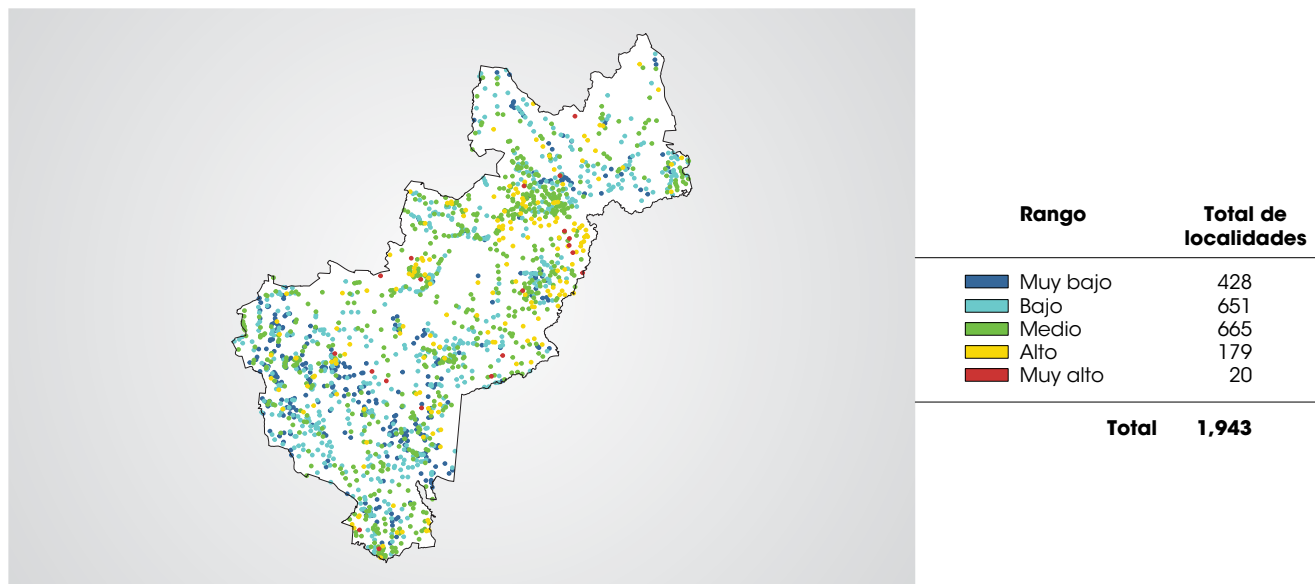 Rango Total de localidades
Muy bajo 428
Bajo 651
Medio 665
Alto 179
Muy alto 20
Total 1,943